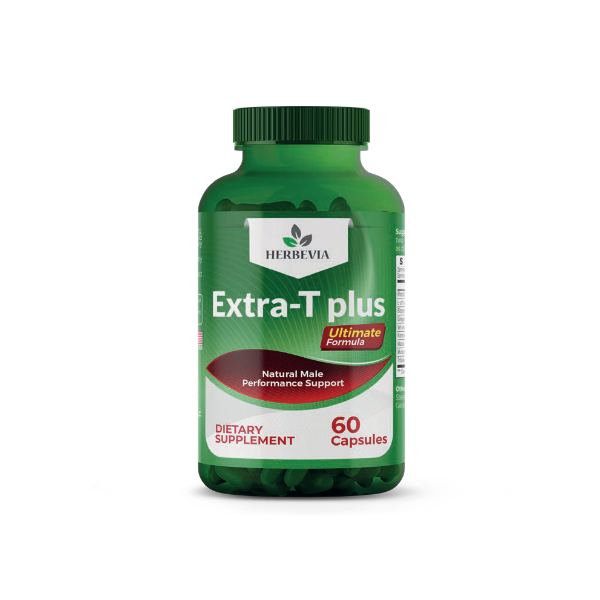 HERBEVIA
Extra-T plus
Ultimate
Formula
Natural Male
Performance Support
DIETARY
SUPPLEMENT
60
Capsules